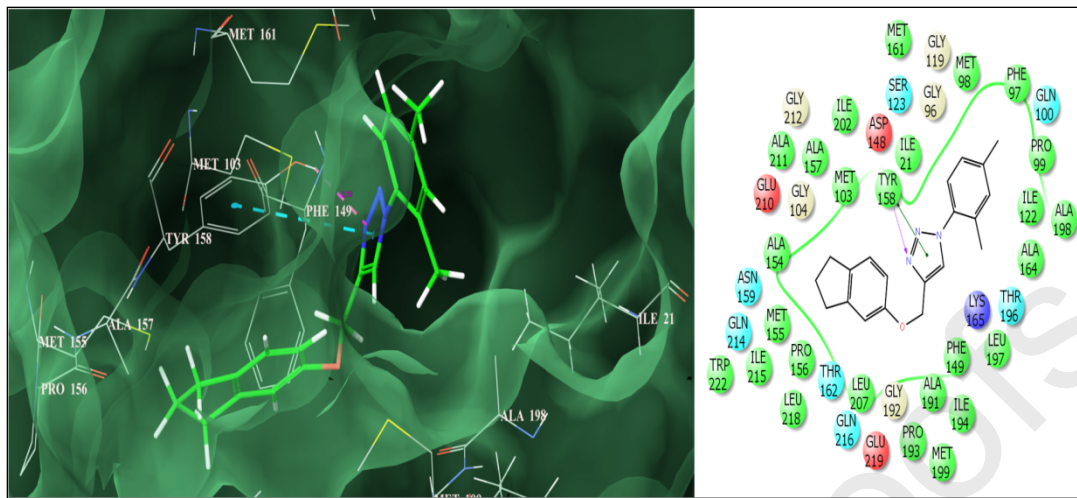 MET 161
MET 103
PHE 149
TYR 158
ILE 21
ALA 157
MET 155
PRO 156
ALA 198
MET
161
GLY
119
MET
98
PHE
97
GLN
100
SER
123
GLY
96
GLY
212
ILE
202
ASP
148
ALA
211
ALA
157
ILE
21
PRO
99
GLU
210
GLY
104
MET
103
TYR
158
ILE
122
ALA
198
ALA
154
ALA
164
N
N
N
ASN
159
LYS
165
THR
196
GLN
214
MET
155
O
TRP
222
ILE
215
PRO
156
THR
162
PHE
149
LEU
197
LEU
218
LEU
207
GLY
192
ALA
191
ILE
194
GLN
216
GLU
219
PRO
193
MET
199